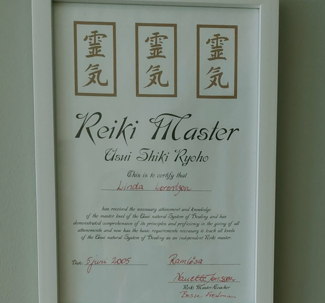 霊 霊 霊
気 気 気
Reiki Master
Usui Shiki Ryoho
This is to certify that
Linda
has received the necessary attunement and knowledge
of the master level of the Usui natural System of Healing and has
demonstrated comprehension of its principles and proficiency in the giving of all
attunements and now has the basic requirements necessary to teach all levels
of the Usui natural System of Healing as an independent Reiki master
Date 5 juni 2005
Reiki Master/Teacher